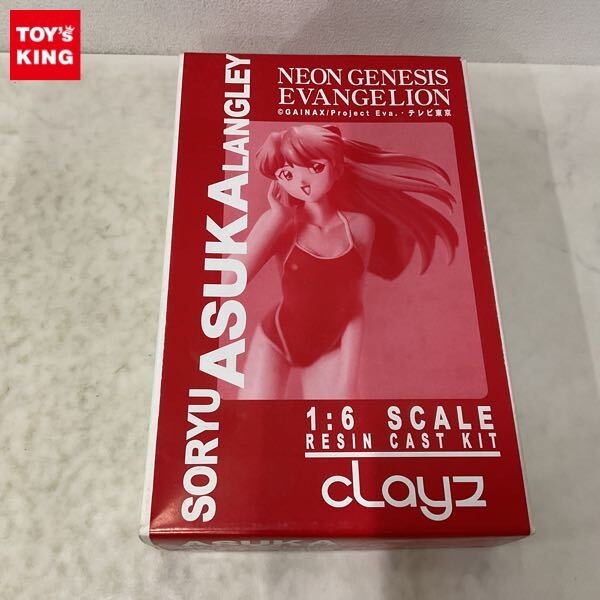 TOY'S
KING
NEON GENESIS
EVANGELION
©GAINAX/Project Eva.・テレビ東京
SORYU ASUKA LANGLEY
1:6 SCALE
RESIN CAST KIT
cLayz
ASUKA